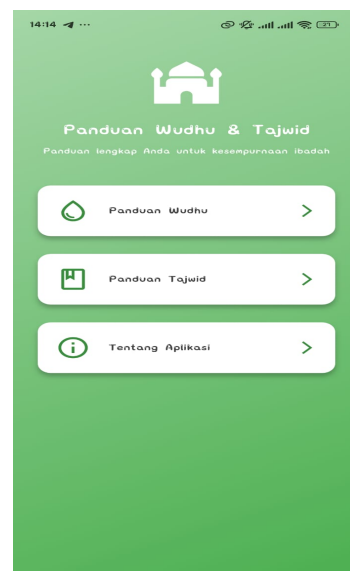 14:14
Panduan Wudhu & Tajwid
Panduan lengkap Anda untuk kesempurnaan ibadah
Panduan Wudhu
Panduan Tajwid
Tentang Aplikasi